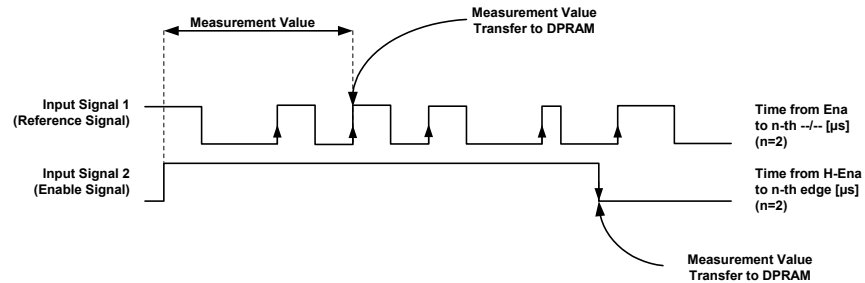 Measurement Value
Measurement Value
Transfer to DPRAM
Input Signal 1
(Reference Signal)
Time from Ena
to n-th --/-- [µs]
(n=2)
Input Signal 2
(Enable Signal)
Time from H-Ena
to n-th edge [µs]
(n=2)
Measurement Value
Transfer to DPRAM